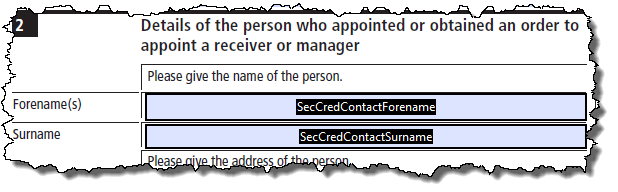 2
Details of the person who appointed or obtained an order to
appoint a receiver or manager
Please give the name of the person.
Forename(s)
SecCredContactForename
Surname
SecCredContactSurname
Please give the address of the person